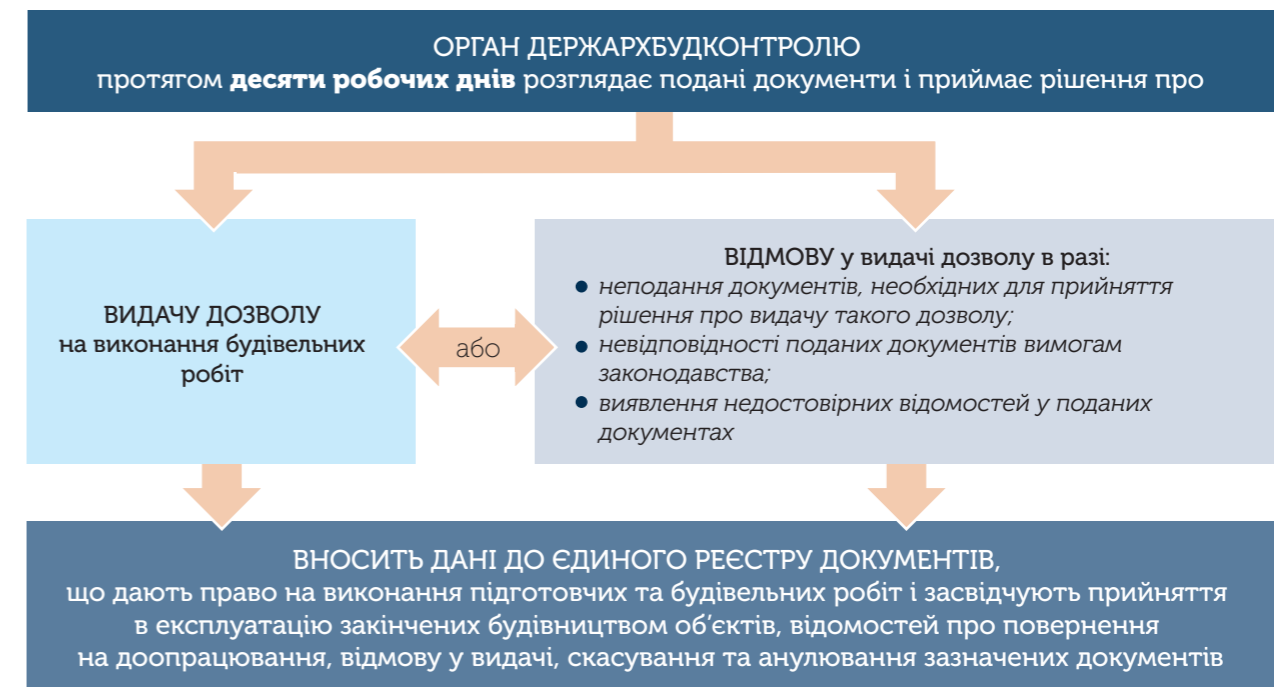 ОРГАН ДЕРЖАРХБУДКОНТРОЛЮ
протягом десяти робочих днів розглядає подані документи і приймає рішення про
ВИДАЧУ ДОЗВОЛУ
на виконання будівельних
робіт
або
ВІДМОВУ у видачі дозволу в разі:
● неподання документів, необхідних для прийняття
рішення про видачу такого дозволу;
● невідповідності поданих документів вимогам
законодавства;
● виявлення недостовірних відомостей у поданих
документах
ВНОСИТЬ ДАНІ ДО ЄДИНОГО РЕЄСТРУ ДОКУМЕНТІВ,
що дають право на виконання підготовчих та будівельних робіт і засвідчують прийняття
в експлуатацію закінчених будівництвом об’єктів, відомостей про повернення
на доопрацювання, відмову у видачі, скасування та анулювання зазначених документів